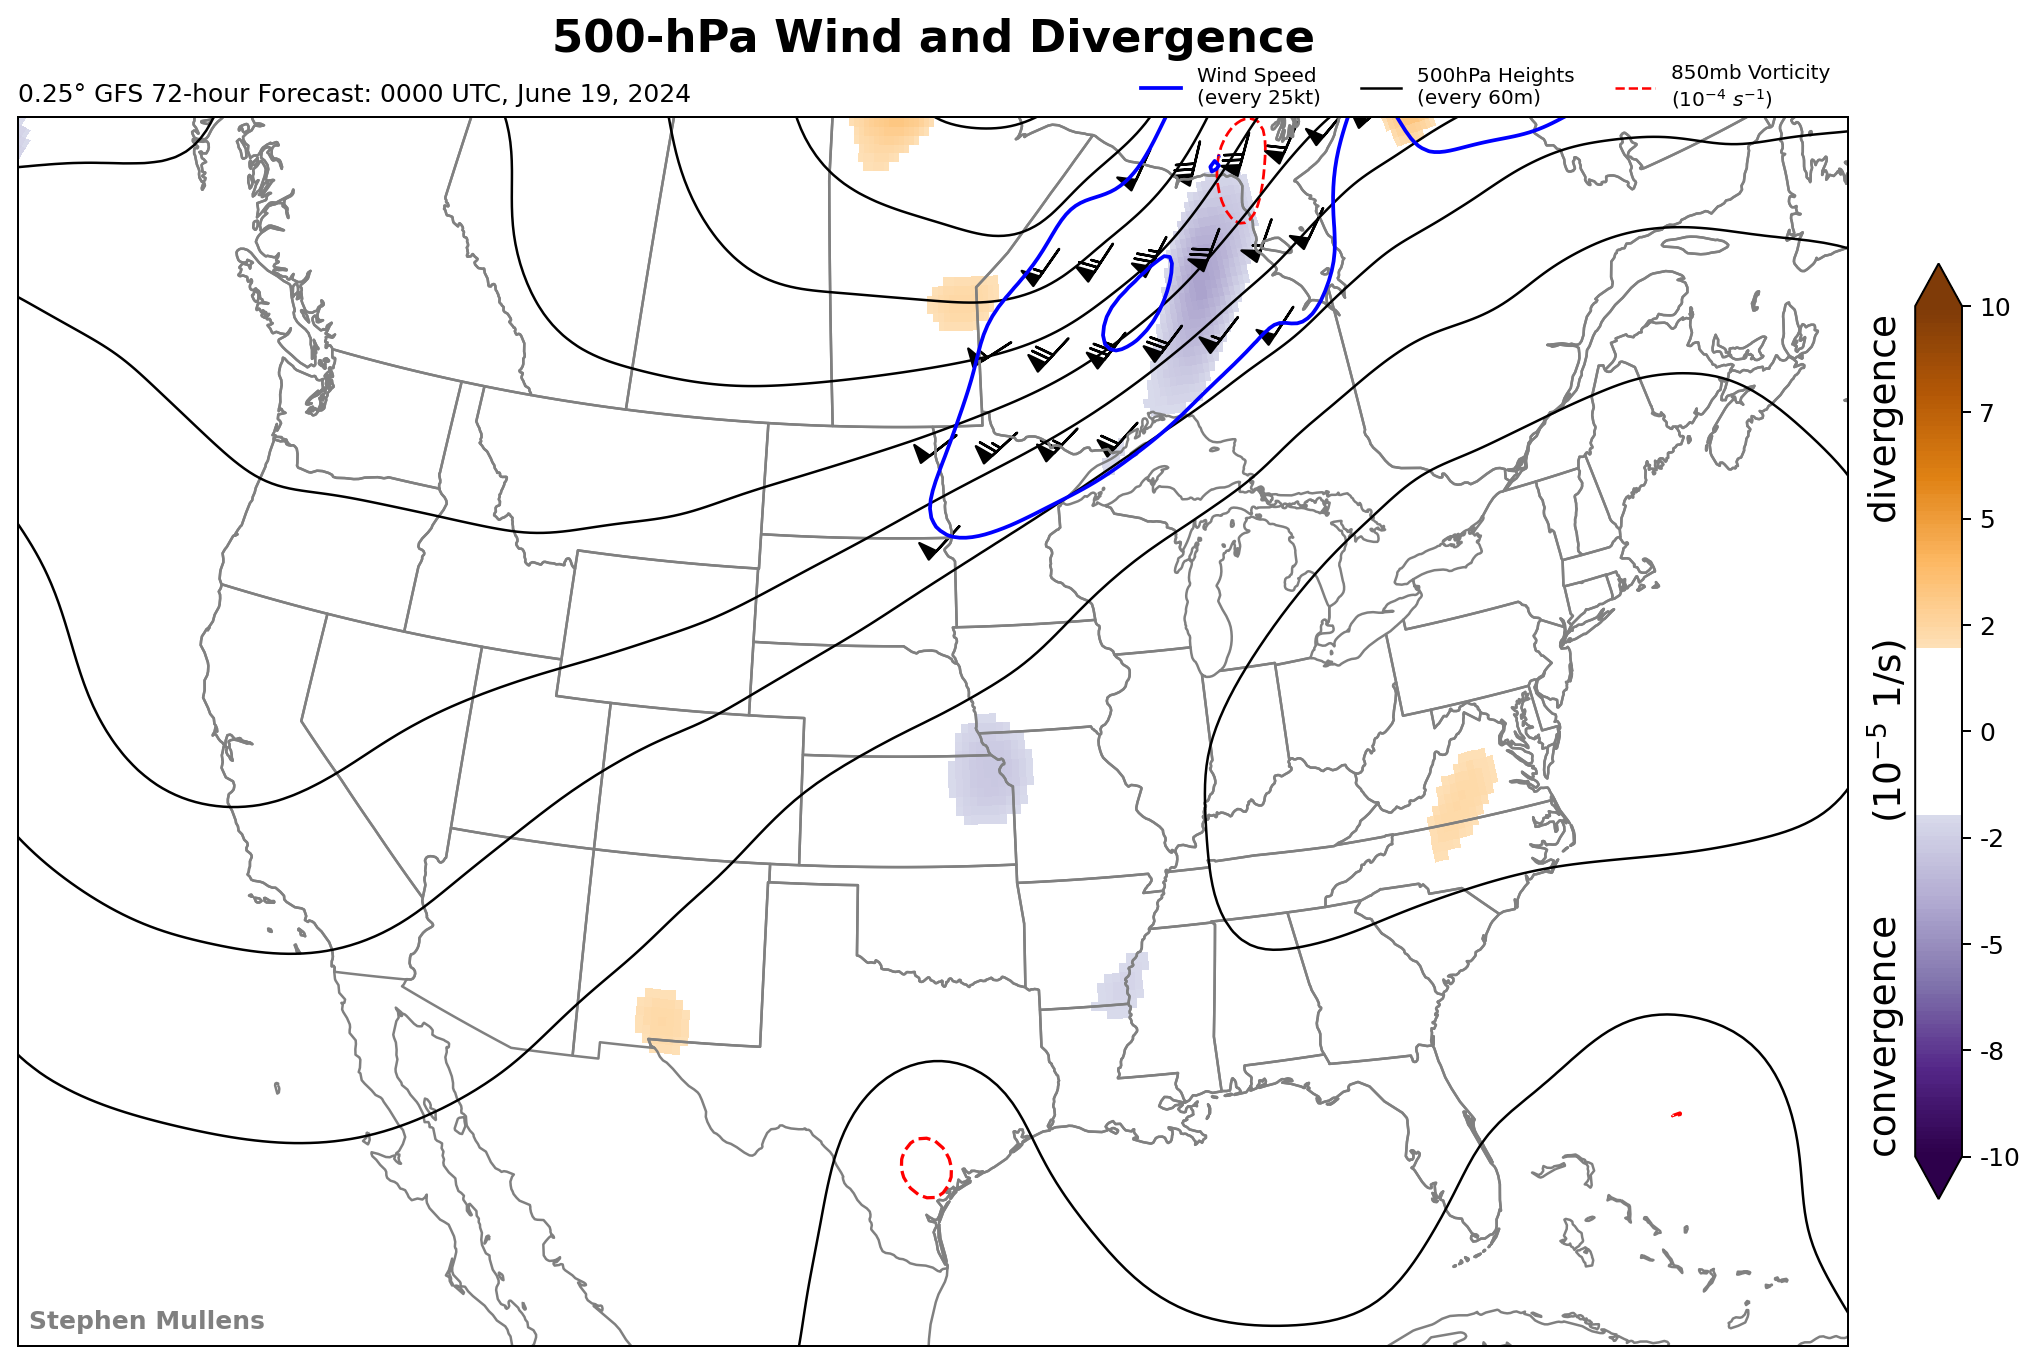 500-hPa Wind and Divergence
0.25° GFS 72-hour Forecast: 0000 UTC, June 19, 2024
Wind Speed
(every 25kt)
500hPa Heights
(every 60m)
850mb Vorticity
(10⁻⁴ s⁻¹)
10
7
5
2
0
-2
-5
-8
-10
convergence (10⁻⁵ 1/s) divergence
Stephen Mullens